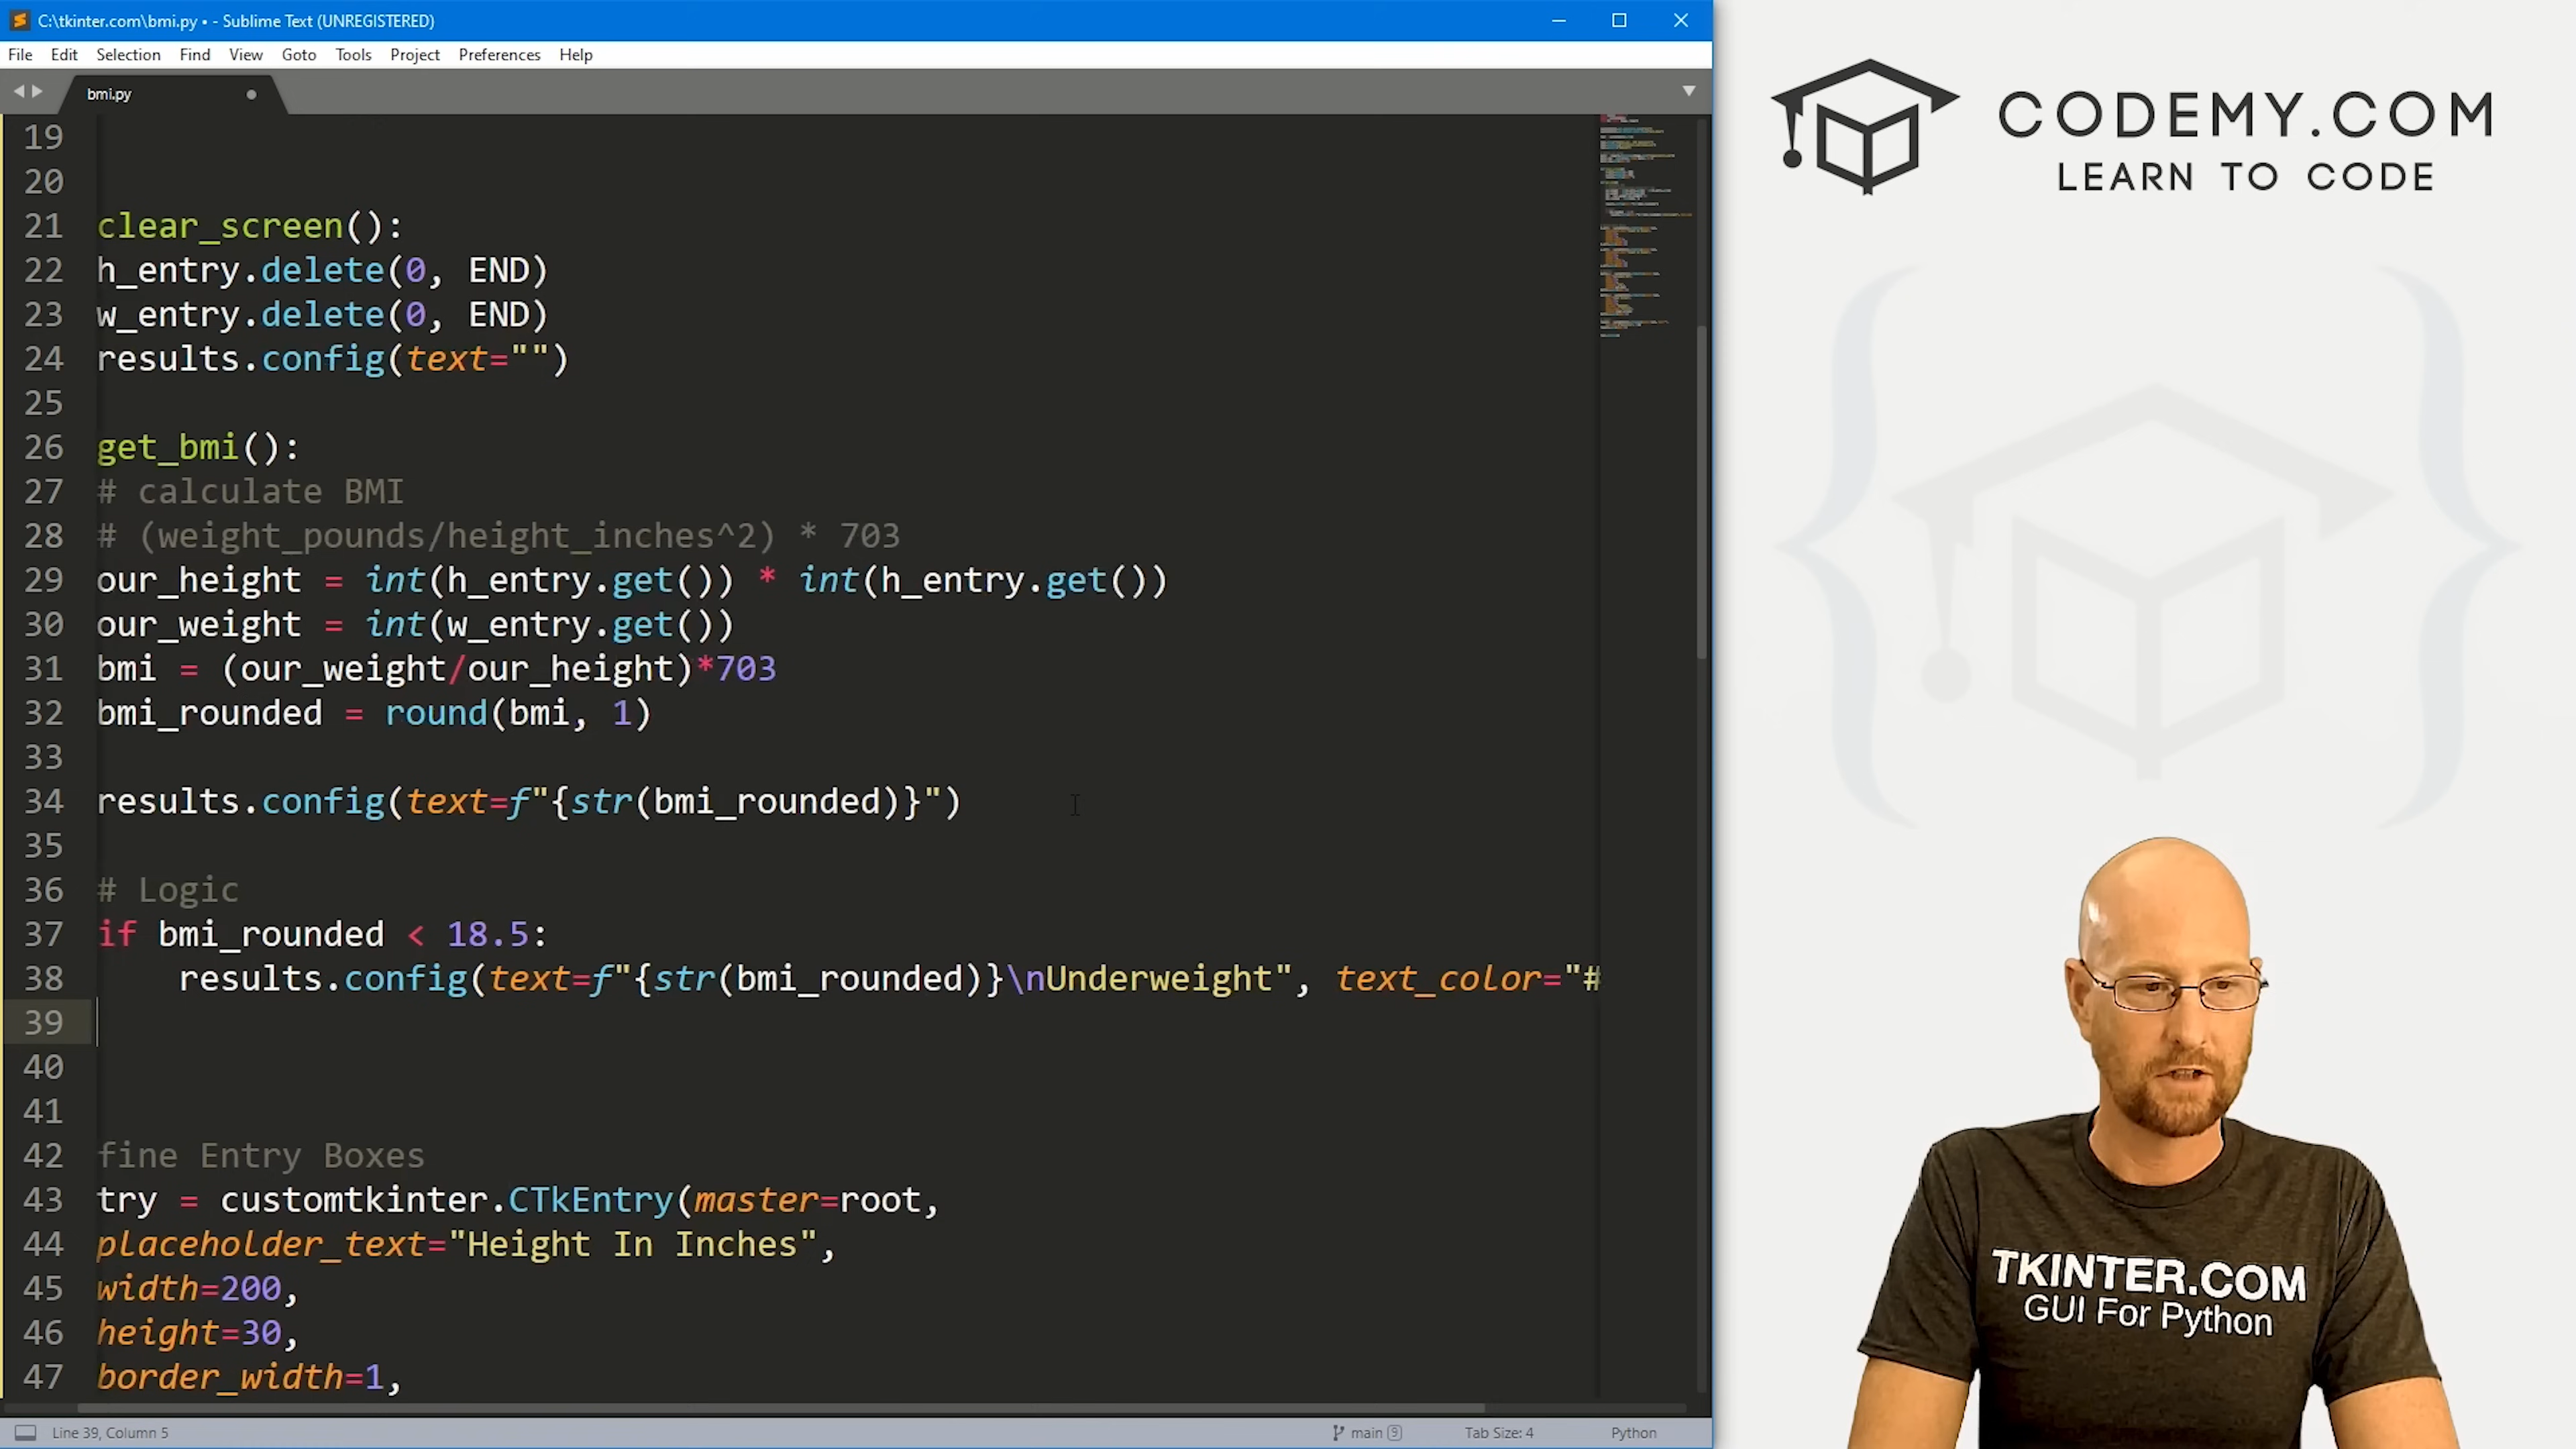 C:\tkinter.com\bmi.py • - Sublime Text (UNREGISTERED)
File Edit Selection Find View Goto Tools Project Preferences Help
bmi.py
19
20
21 clear_screen():
22 h_entry.delete(0, END)
23 w_entry.delete(0, END)
24 results.config(text="")
25
26 get_bmi():
27 # calculate BMI
28 # (weight_pounds/height_inches^2) * 703
29 our_height = int(h_entry.get()) * int(h_entry.get())
30 our_weight = int(w_entry.get())
31 bmi = (our_weight/our_height)*703
32 bmi_rounded = round(bmi, 1)
33
34 results.config(text=f"{str(bmi_rounded)}")
35
36 # Logic
37 if bmi_rounded < 18.5:
38 results.config(text=f"{str(bmi_rounded)}\nUnderweight", text_color="#
39
40
41
42 fine Entry Boxes
43 try = customtkinter.CTkEntry(master=root,
44 placeholder_text="Height In Inches",
45 width=200,
46 height=30,
47 border_width=1,
Line 39, Column 5
main 9
Tab Size: 4
Python
CODEMY.COM
LEARN TO CODE
TKINTER.COM
GUI For Python